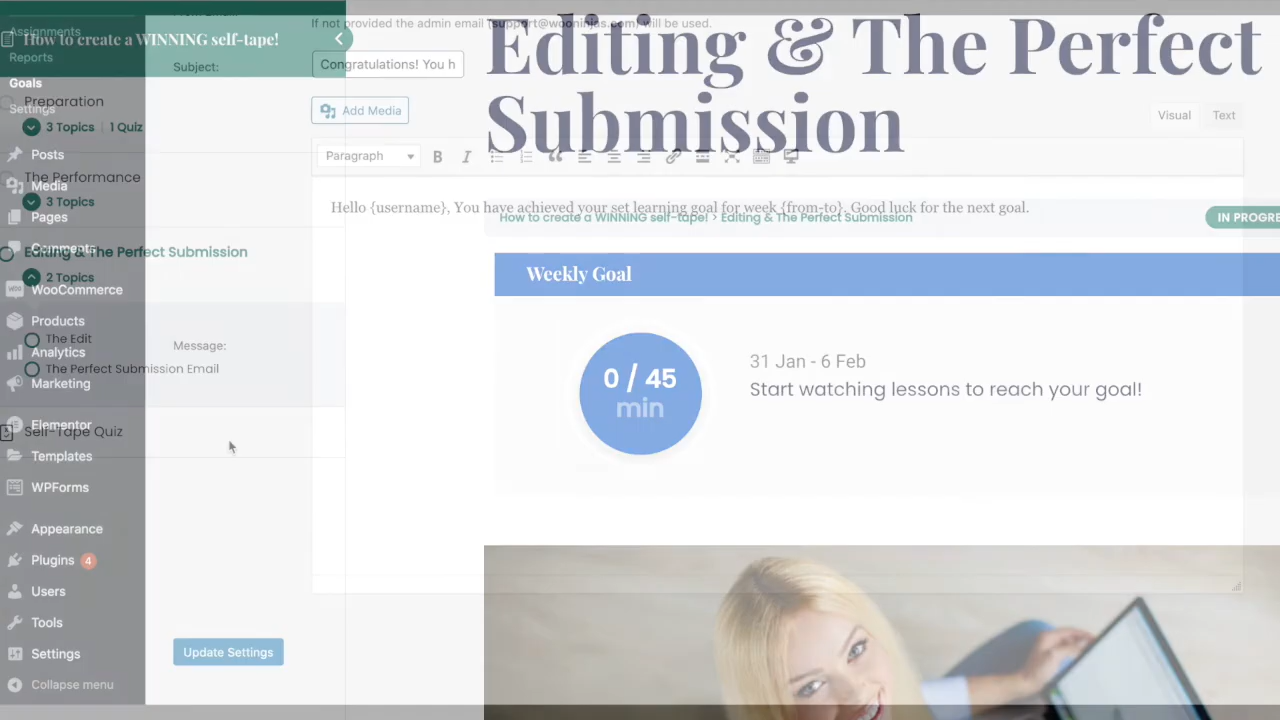 Assignments
How to create a WINNING self-tape!
Reports
Goals
Preparation
Settings
3 Topics | 1 Quiz
Posts
The Performance
Media
3 Topics
Pages
Comments
Editing & The Perfect Submission
2 Topics
WooCommerce
Products
The Edit
Analytics
The Perfect Submission Email
Marketing
Elementor
Self-Tape Quiz
Templates
WPForms
Appearance
Plugins 4
Users
Tools
Settings
Collapse menu
If not provided the admin email (support@wooninjas.com) will be used.
Subject:
Congratulations! You h
Add Media
Visual Text
Paragraph
Hello {username}, You have achieved your set learning goal for week {from-to}. Good luck for the next goal.
Message:
Update Settings
Editing & The Perfect
Submission
How to create a WINNING self-tape! > Editing & The Perfect Submission
IN PROGRE
Weekly Goal
0 / 45
min
31 Jan - 6 Feb
Start watching lessons to reach your goal!